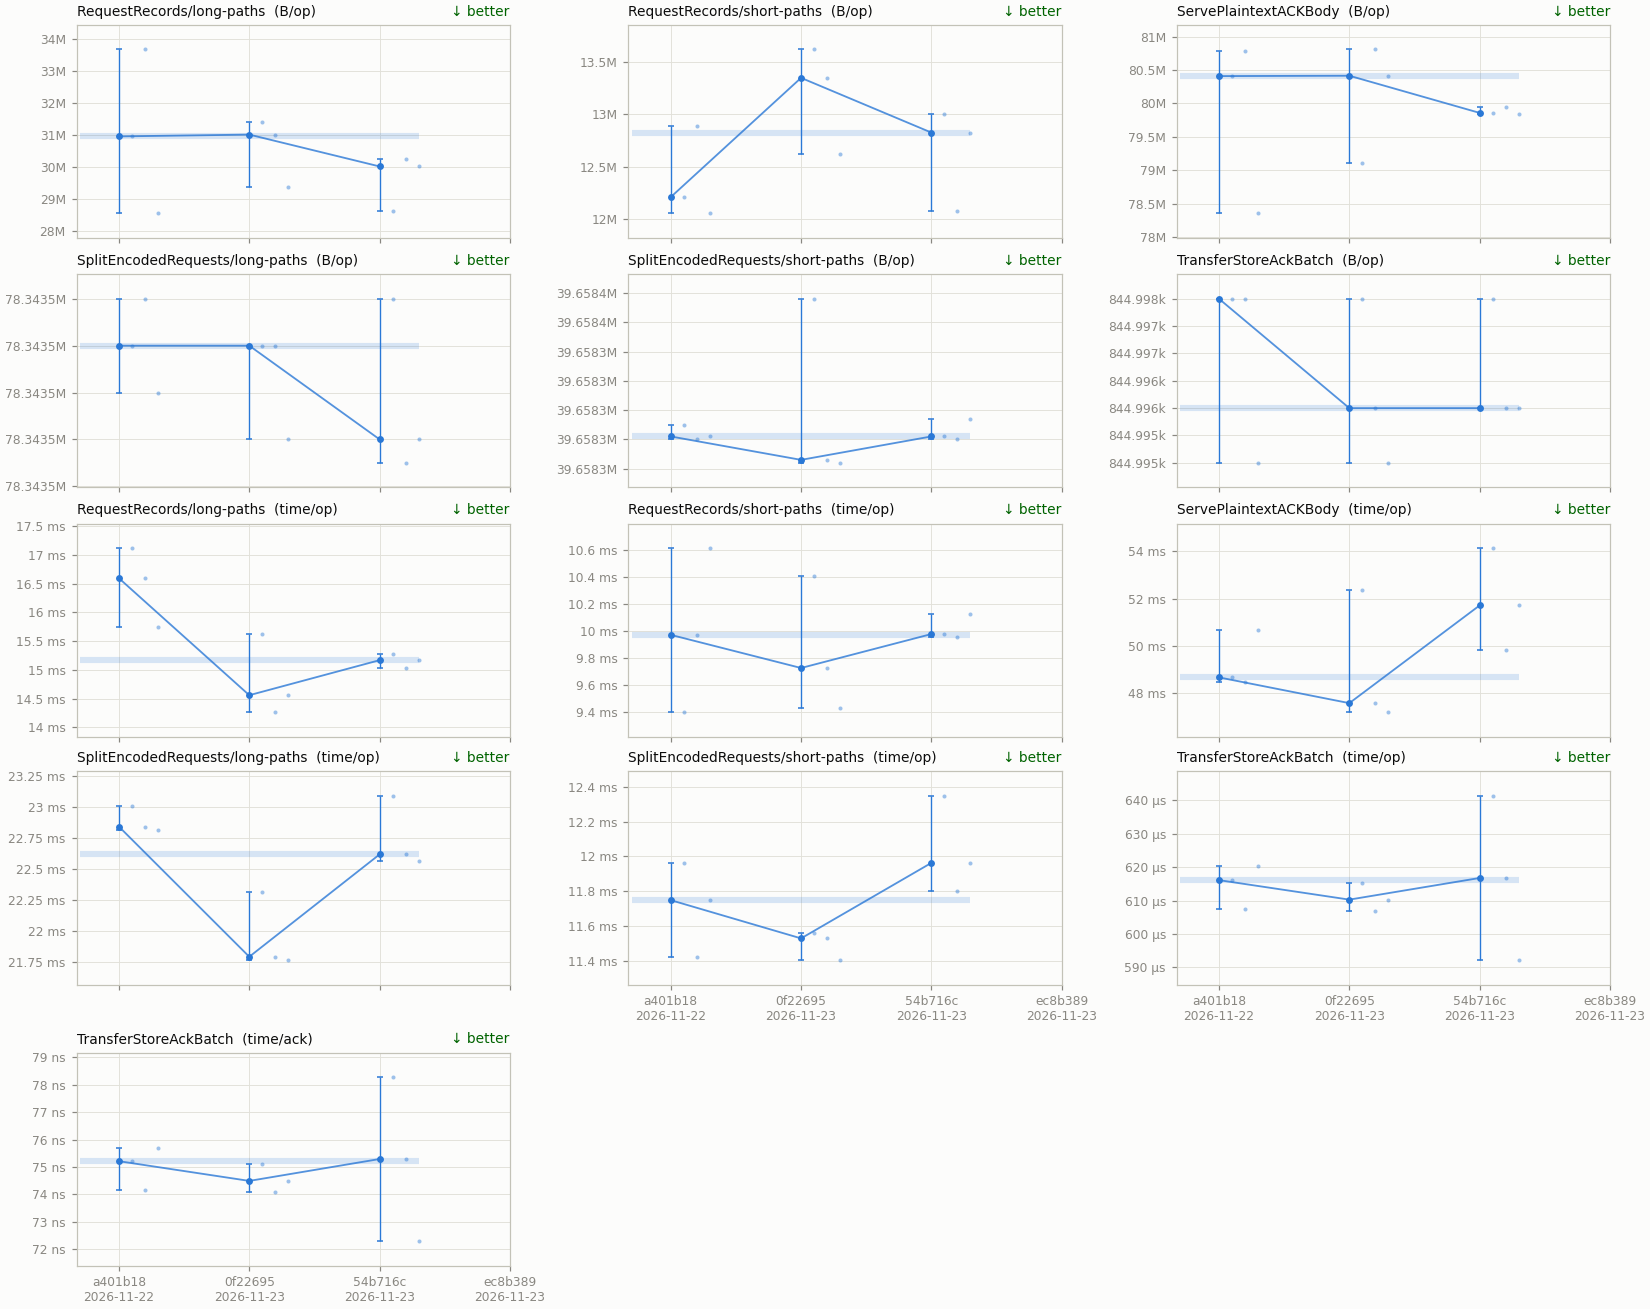 RequestRecords/long-paths (B/op) ↓ better
34M
33M
32M
31M
30M
29M
28M
RequestRecords/short-paths (B/op) ↓ better
13.5M
13M
12.5M
12M
ServePlaintextACKBody (B/op) ↓ better
81M
80.5M
80M
79.5M
79M
78.5M
78M
SplitEncodedRequests/long-paths (B/op) ↓ better
78.3435M
78.3435M
78.3435M
78.3435M
78.3435M
SplitEncodedRequests/short-paths (B/op) ↓ better
39.6584M
39.6584M
39.6583M
39.6583M
39.6583M
39.6583M
39.6583M
TransferStoreAckBatch (B/op) ↓ better
844.998k
844.997k
844.997k
844.996k
844.996k
844.995k
844.995k
RequestRecords/long-paths (time/op) ↓ better
17.5 ms
17 ms
16.5 ms
16 ms
15.5 ms
15 ms
14.5 ms
14 ms
RequestRecords/short-paths (time/op) ↓ better
10.6 ms
10.4 ms
10.2 ms
10 ms
9.8 ms
9.6 ms
9.4 ms
ServePlaintextACKBody (time/op) ↓ better
54 ms
52 ms
50 ms
48 ms
SplitEncodedRequests/long-paths (time/op) ↓ better
23.25 ms
23 ms
22.75 ms
22.5 ms
22.25 ms
22 ms
21.75 ms
SplitEncodedRequests/short-paths (time/op) ↓ better
12.4 ms
12.2 ms
12 ms
11.8 ms
11.6 ms
11.4 ms
a401b18 0f22695 54b716c ec8b389
2026-11-22 2026-11-23 2026-11-23 2026-11-23
TransferStoreAckBatch (time/op) ↓ better
640 µs
630 µs
620 µs
610 µs
600 µs
590 µs
a401b18 0f22695 54b716c ec8b389
2026-11-22 2026-11-23 2026-11-23 2026-11-23
TransferStoreAckBatch (time/ack) ↓ better
79 ns
78 ns
77 ns
76 ns
75 ns
74 ns
73 ns
72 ns
a401b18 0f22695 54b716c ec8b389
2026-11-22 2026-11-23 2026-11-23 2026-11-23